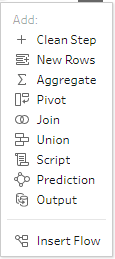 Add:
Clean Step
New Rows
Aggregate
Pivot
Join
Union
Script
Prediction
Output
Insert Flow